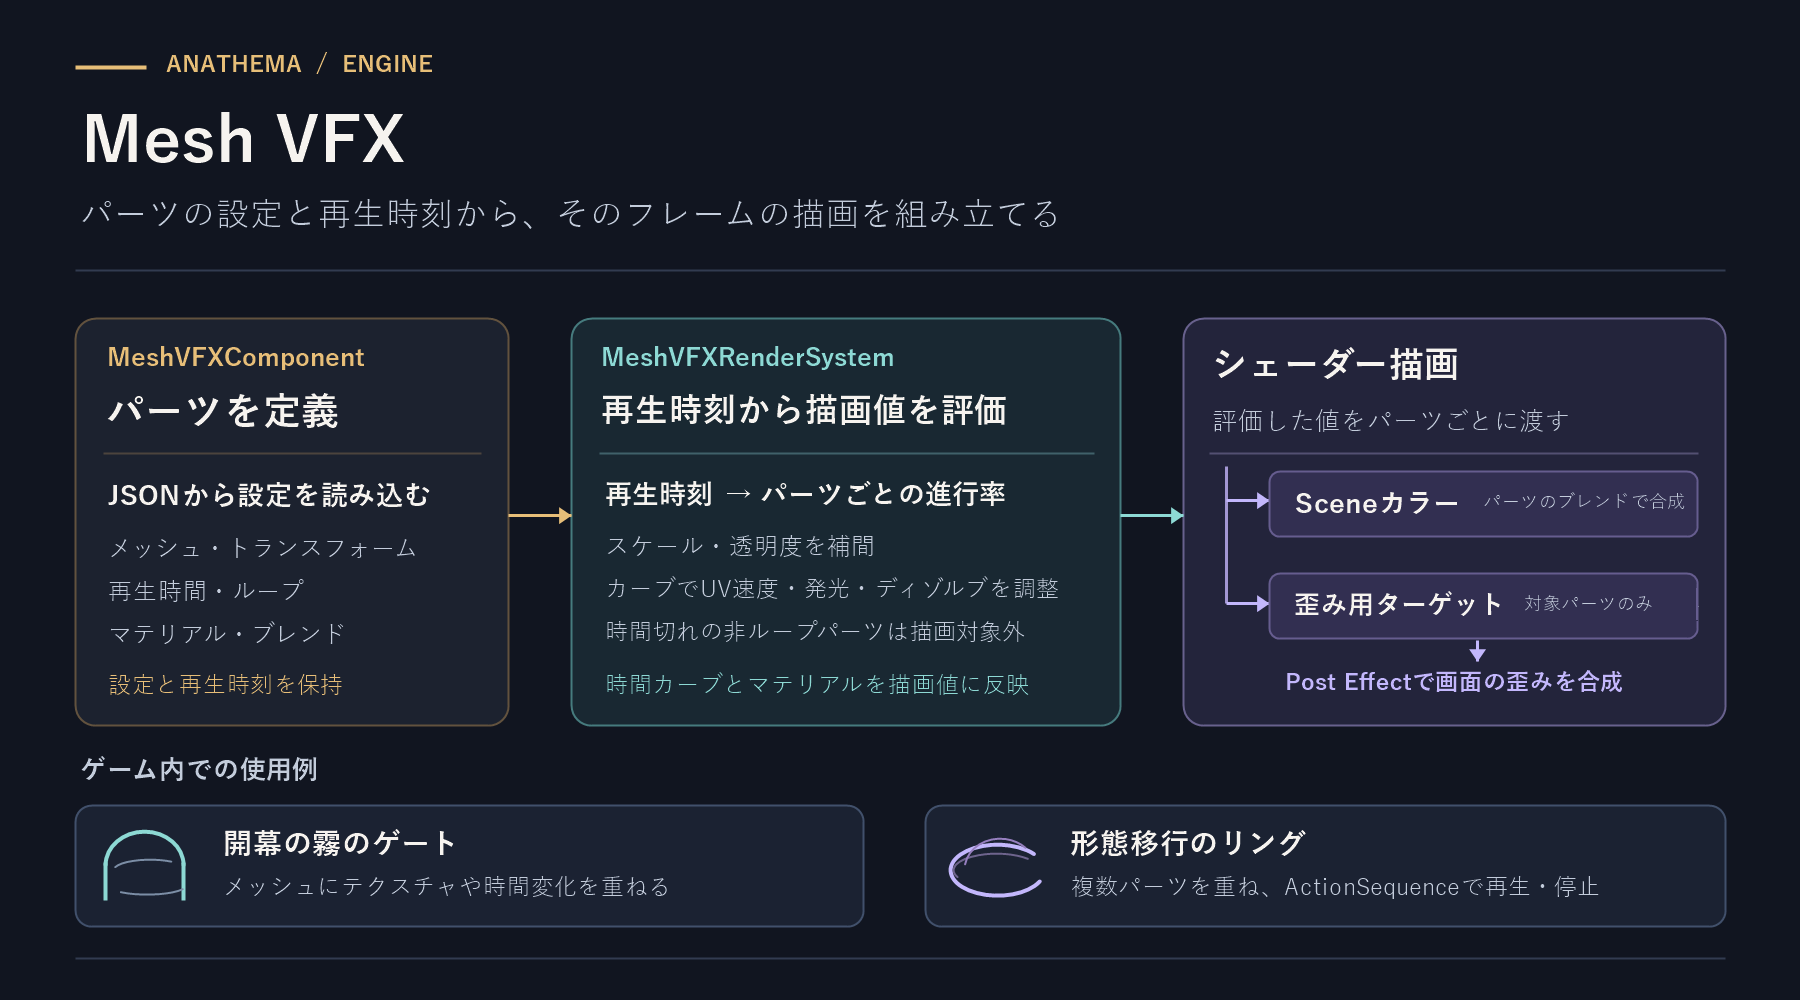 ANATHEMA / ENGINE
Mesh VFX
パーツの設定と再生時刻から、そのフレームの描画を組み立てる
MeshVFXComponent
パーツを定義
JSONから設定を読み込む
メッシュ・トランスフォーム
再生時間・ループ
マテリアル・ブレンド
設定と再生時刻を保持
MeshVFXRenderSystem
再生時刻から描画値を評価
再生時刻 → パーツごとの進行率
スケール・透明度を補間
カーブでUV速度・発光・ディゾルブを調整
時間切れの非ループパーツは描画対象外
時間カーブとマテリアルを描画値に反映
シェーダー描画
評価した値をパーツごとに渡す
Sceneカラー パーツのブレンドで合成
歪み用ターゲット 対象パーツのみ
Post Effectで画面の歪みを合成
ゲーム内での使用例
開幕の霧のゲート
メッシュにテクスチャや時間変化を重ねる
形態移行のリング
複数パーツを重ね、ActionSequenceで再生・停止